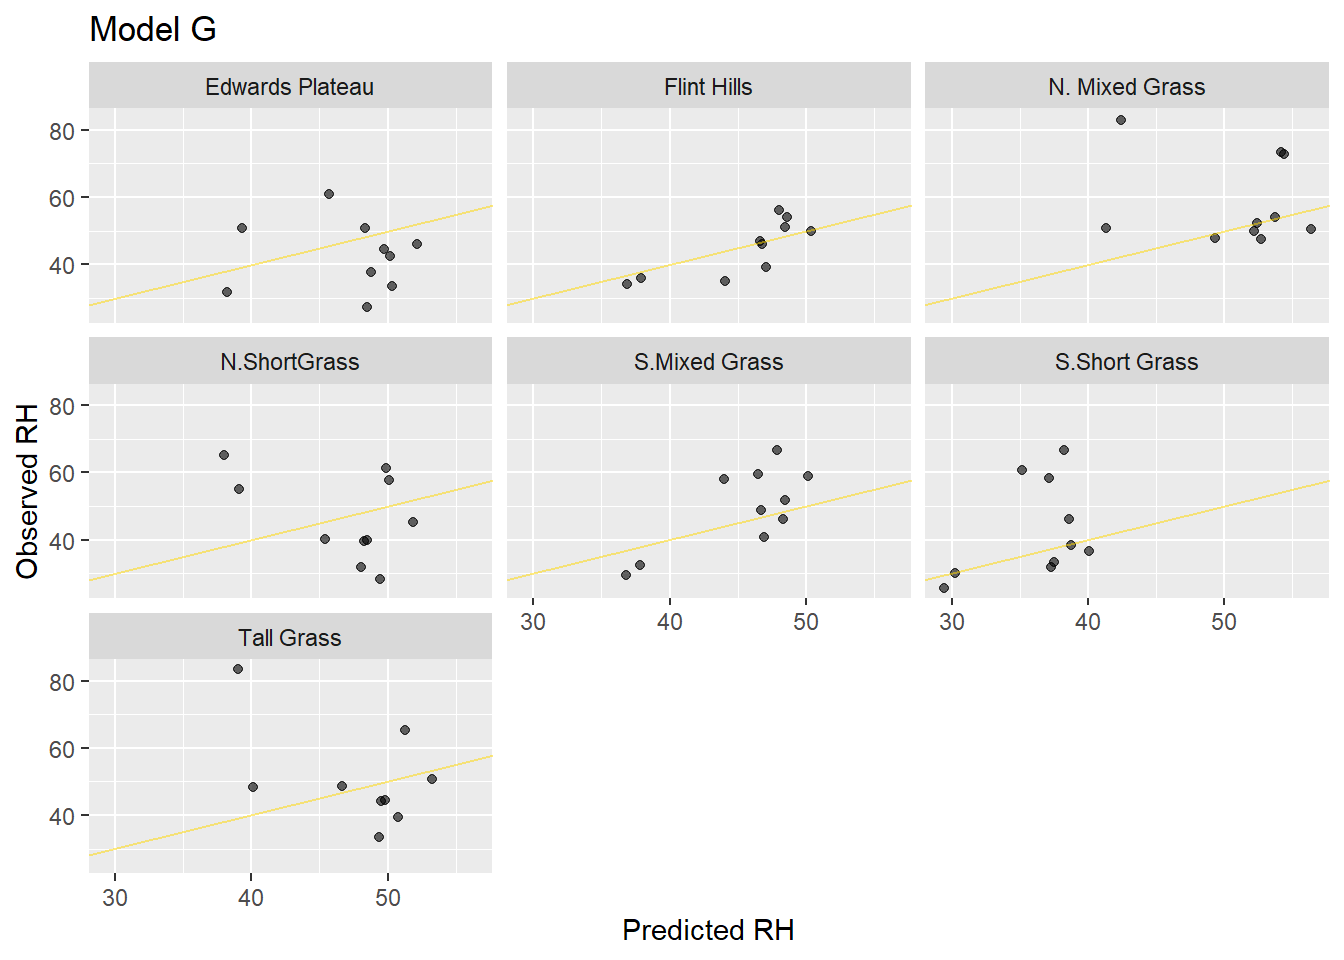 Model G
Edwards Plateau
Flint Hills
N. Mixed Grass
80
60
40
N.ShortGrass
S.Mixed Grass
S.Short Grass
80
60
40
Observed RH
30 40 50
30 40 50
Tall Grass
80
60
40
30 40 50
Predicted RH